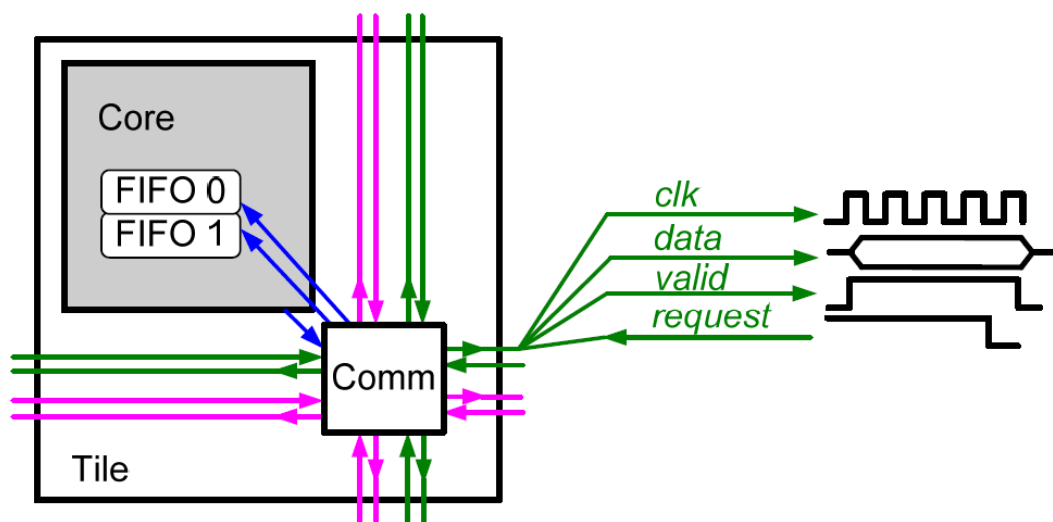 Core
FIFO 0
FIFO 1
clk
data
valid
request
Comm
Tile